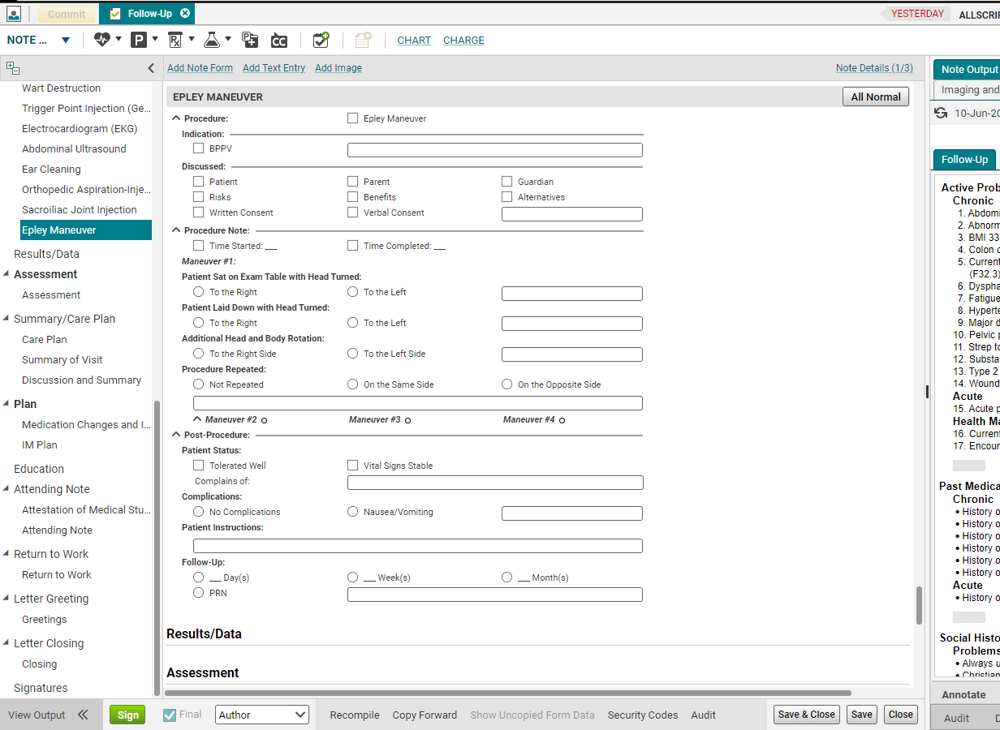 Commit
Follow-Up
YESTERDAY
ALLSCRI
NOTE ...
CHART
CHARGE
Add Note Form Add Text Entry Add Image
Note Details (1/3)
Wart Destruction
Trigger Point Injection (Ge...
Electrocardiogram (EKG)
Abdominal Ultrasound
Ear Cleaning
Orthopedic Aspiration-Inje...
Sacroiliac Joint Injection
Epley Maneuver
Results/Data
Assessment
Assessment
Summary/Care Plan
Care Plan
Summary of Visit
Discussion and Summary
Plan
Medication Changes and I...
IM Plan
Education
Attending Note
Attestation of Medical Stu...
Attending Note
Return to Work
Return to Work
Letter Greeting
Greetings
Letter Closing
Closing
Signatures
EPLEY MANEUVER
All Normal
Procedure: Epley Maneuver
Indication:
BPPV
Discussed:
Patient Parent Guardian
Risks Benefits Alternatives
Written Consent Verbal Consent
Procedure Note:
Time Started: ___ Time Completed: ___
Maneuver #1:
Patient Sat on Exam Table with Head Turned:
To the Right To the Left
Patient Laid Down with Head Turned:
To the Right To the Left
Additional Head and Body Rotation:
To the Right Side To the Left Side
Procedure Repeated:
Not Repeated On the Same Side On the Opposite Side
Maneuver #2 Maneuver #3 Maneuver #4
Post-Procedure:
Patient Status:
Tolerated Well Vital Signs Stable
Complains of:
Complications:
No Complications Nausea/Vomiting
Patient Instructions:
Follow-Up:
___ Day(s) ___ Week(s) ___ Month(s)
PRN
Results/Data
Assessment
Note Output
Imaging and
10-Jun-20
Follow-Up
Active Prob
Chronic
1. Abdomi
2. Abnorm
3. BMI 33
4. Colon c
5. Current
(F32.3)
6. Dyspha
7. Fatigue
8. Hyperte
9. Major d
10. Pelvic p
11. Strep to
12. Substa
13. Type 2
14. Wound
Acute
15. Acute p
Health Ma
16. Current
17. Encoun
Past Medica
Chronic
• History o
• History o
• History o
• History o
• History o
• History o
Acute
• History o
Social Histo
Problems
• Always u
• Christian
Annotate
Audit D
View Output
Sign
Final
Author
Recompile Copy Forward Show Uncopied Form Data Security Codes Audit
Save & Close Save Close